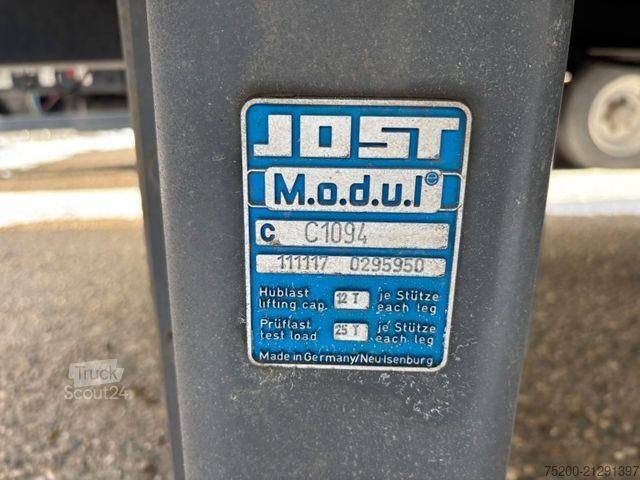 JOST
M.o.d.u.l®
C C1094
111117 0295950
Hublast 12 T je Stütze
lifting cap. each leg
Prüflast 25 T je Stütze
test load each leg
Made in Germany/Neu-Isenburg
Truck
Scout24
75200-21291397